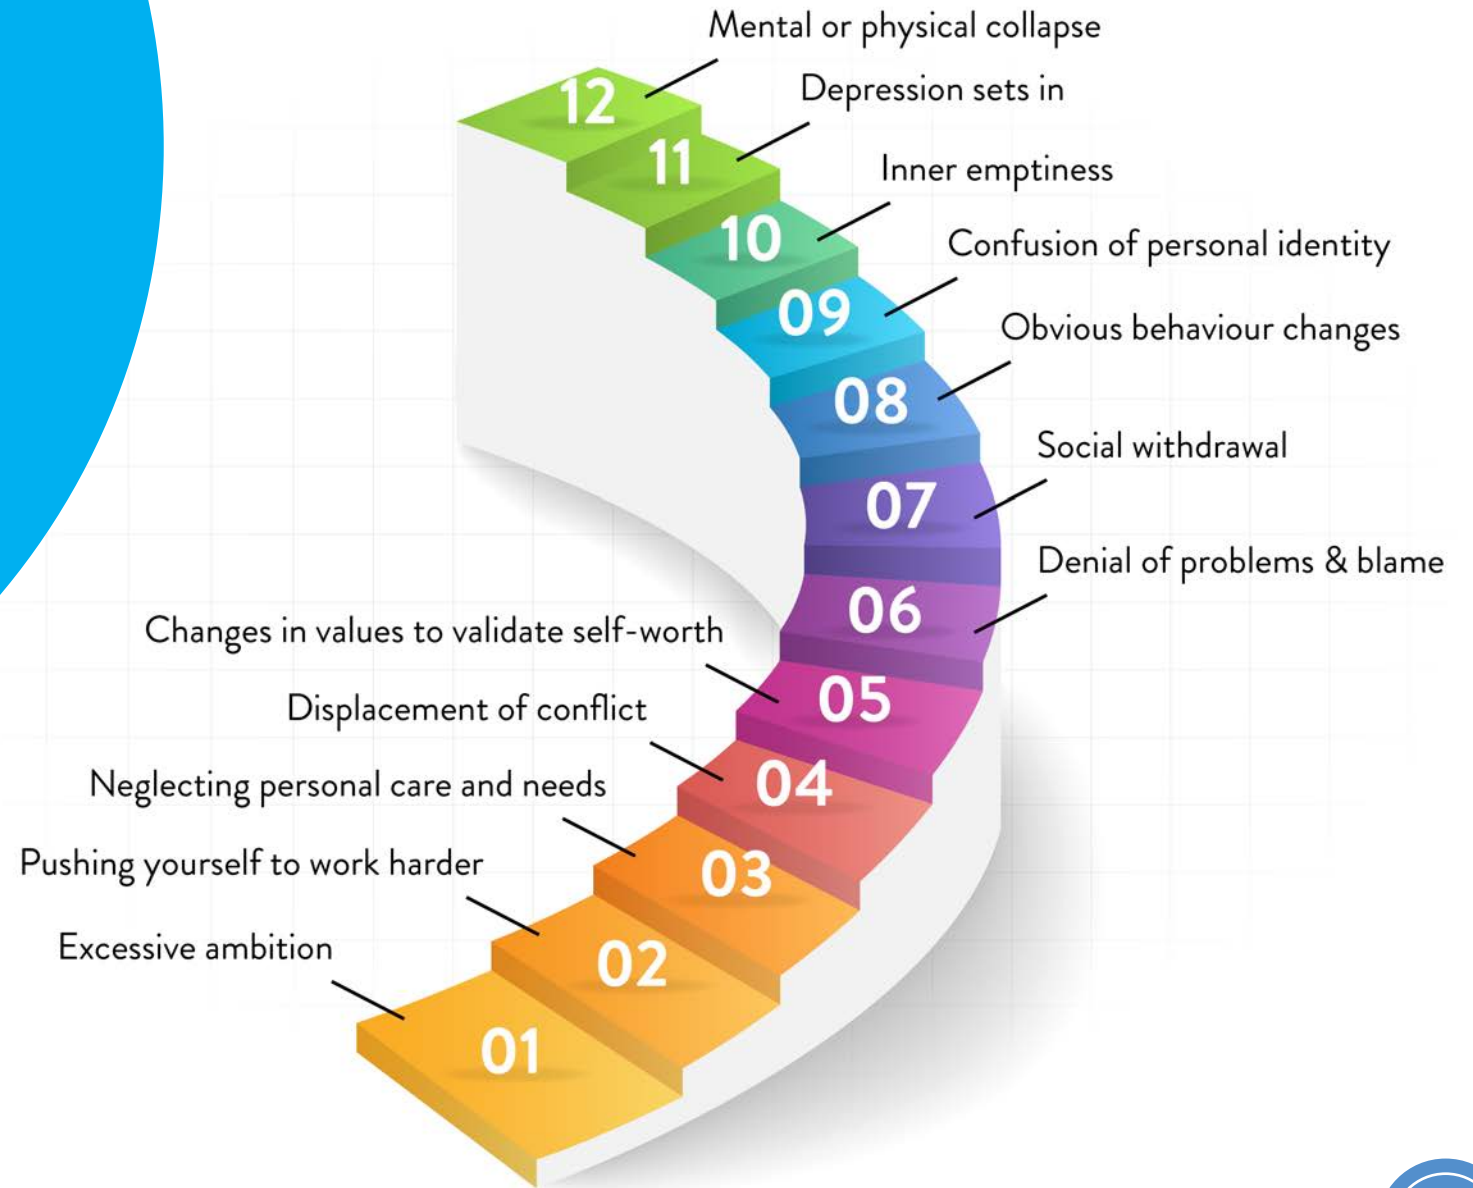 Mental or physical collapse
12
Depression sets in
11
Inner emptiness
10
Confusion of personal identity
09
Obvious behaviour changes
08
Social withdrawal
07
Denial of problems & blame
06
Changes in values to validate self-worth
05
Displacement of conflict
04
Neglecting personal care and needs
03
Pushing yourself to work harder
02
Excessive ambition
01